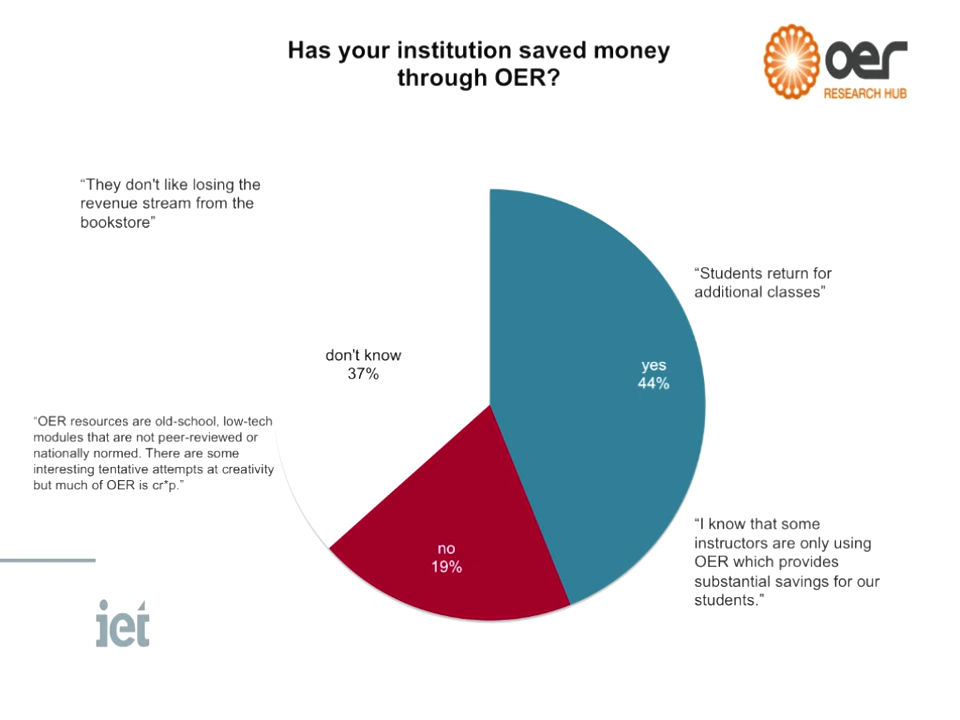 Has your institution saved money
through OER?
oer
RESEARCH HUB
“They don't like losing the
revenue stream from the
bookstore”
“Students return for
additional classes”
don't know
37%
yes
44%
“OER resources are old-school, low-tech
modules that are not peer-reviewed or
nationally normed. There are some
interesting tentative attempts at creativity
but much of OER is cr*p.”
“I know that some
instructors are only using
OER which provides
substantial savings for our
students.”
no
19%
iet